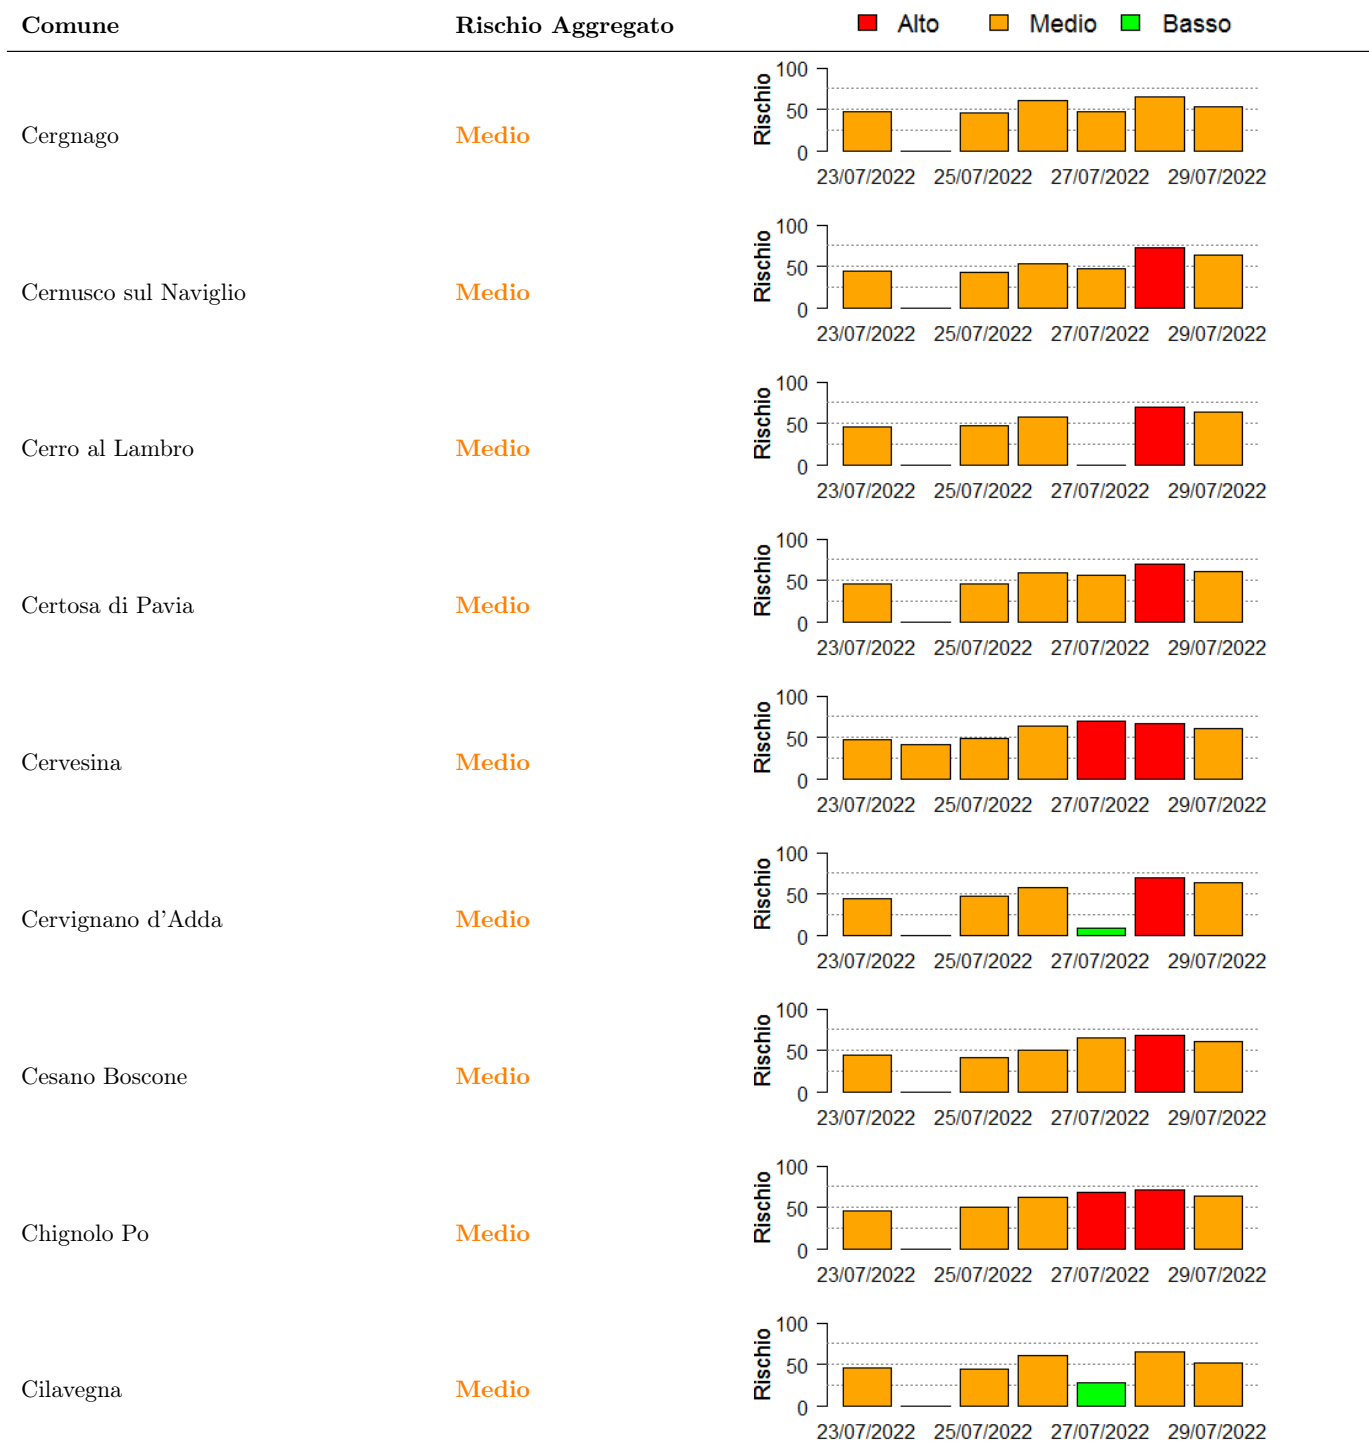 Comune Rischio Aggregato Alto Medio Basso
Cergnago Medio Rischio 100 50 0
23/07/2022 25/07/2022 27/07/2022 29/07/2022
Cernusco sul Naviglio Medio Rischio 100 50 0
23/07/2022 25/07/2022 27/07/2022 29/07/2022
Cerro al Lambro Medio Rischio 100 50 0
23/07/2022 25/07/2022 27/07/2022 29/07/2022
Certosa di Pavia Medio Rischio 100 50 0
23/07/2022 25/07/2022 27/07/2022 29/07/2022
Cervesina Medio Rischio 100 50 0
23/07/2022 25/07/2022 27/07/2022 29/07/2022
Cervignano d'Adda Medio Rischio 100 50 0
23/07/2022 25/07/2022 27/07/2022 29/07/2022
Cesano Boscone Medio Rischio 100 50 0
23/07/2022 25/07/2022 27/07/2022 29/07/2022
Chignolo Po Medio Rischio 100 50 0
23/07/2022 25/07/2022 27/07/2022 29/07/2022
Cilavegna Medio Rischio 100 50 0
23/07/2022 25/07/2022 27/07/2022 29/07/2022